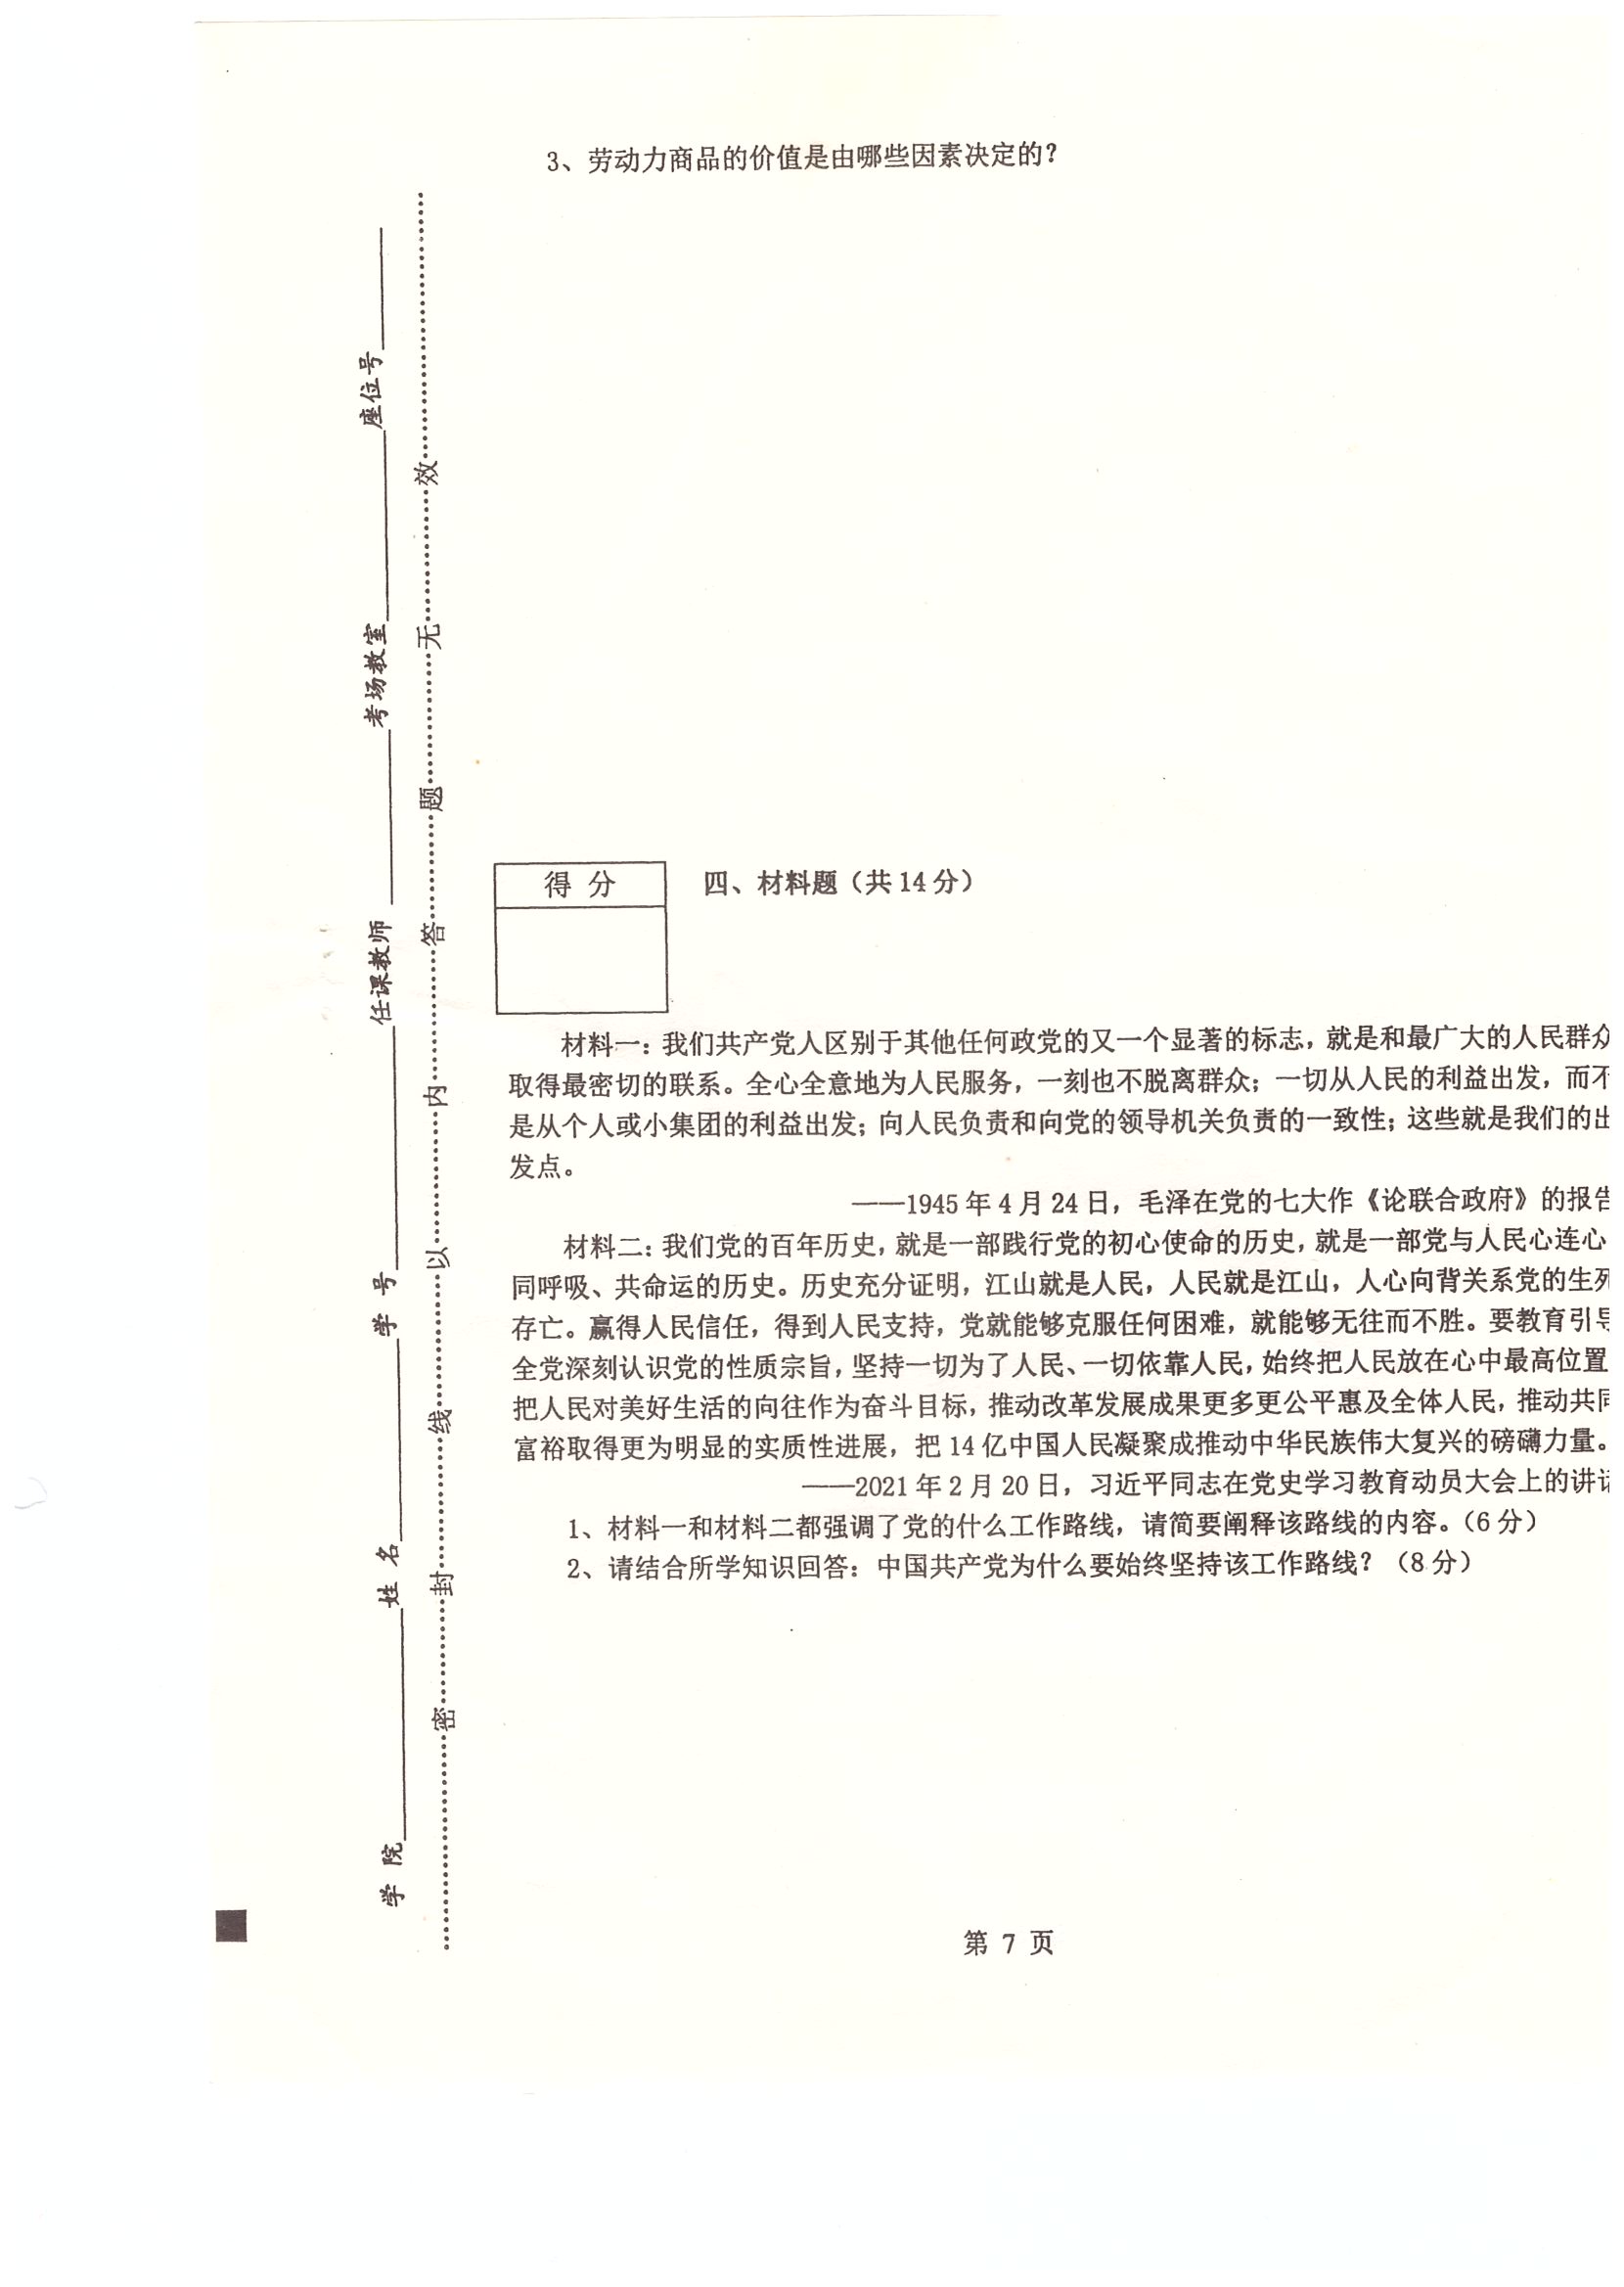 3、劳动力商品的价值是由哪些因素决定的？
得 分
四、材料题（共 14 分）
材料一：我们共产党人区别于其他任何政党的又一个显著的标志，就是和最广大的人民群众
取得最密切的联系。全心全意地为人民服务，一刻也不脱离群众；一切从人民的利益出发，而不
是从个人或小集团的利益出发；向人民负责和向党的领导机关负责的一致性；这些就是我们的出
发点。
——1945 年 4 月 24 日，毛泽在党的七大作《论联合政府》的报告
材料二：我们党的百年历史，就是一部践行党的初心使命的历史，就是一部党与人民心连心
同呼吸、共命运的历史。历史充分证明，江山就是人民，人民就是江山，人心向背关系党的生死
存亡。赢得人民信任，得到人民支持，党就能够克服任何困难，就能够无往而不胜。要教育引导
全党深刻认识党的性质宗旨，坚持一切为了人民、一切依靠人民，始终把人民放在心中最高位置
把人民对美好生活的向往作为奋斗目标，推动改革发展成果更多更公平惠及全体人民，推动共同
富裕取得更为明显的实质性进展，把 14 亿中国人民凝聚成推动中华民族伟大复兴的磅礴力量。
——2021 年 2 月 20 日，习近平同志在党史学习教育动员大会上的讲话
1、材料一和材料二都强调了党的什么工作路线，请简要阐释该路线的内容。（6 分）
2、请结合所学知识回答：中国共产党为什么要始终坚持该工作路线？（8 分）
第 7 页
学 院 姓 名 学 号 任课教师 考场教室 座位号
密 封 线 以 内 答 题 无 效